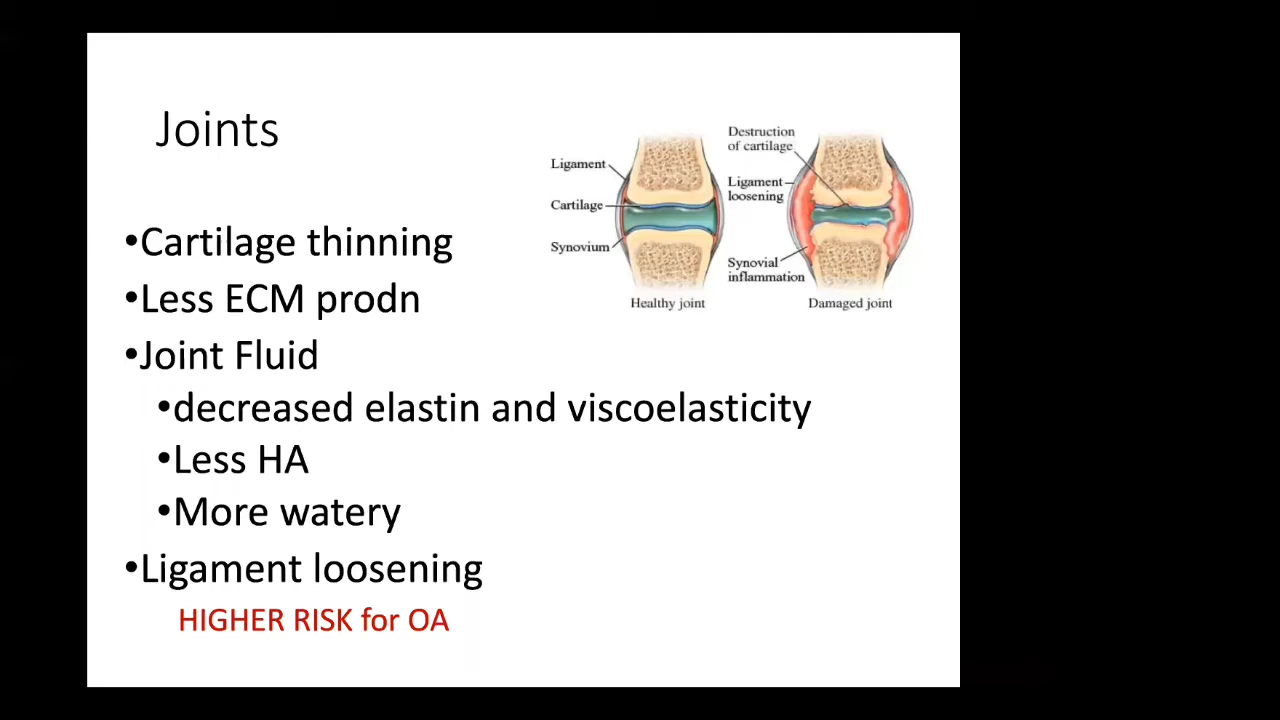 Joints
Ligament
Cartilage
Synovium
Healthy joint
Destruction
of cartilage
Ligament
loosening
Synovial
inflammation
Damaged joint
•Cartilage thinning
•Less ECM prodn
•Joint Fluid
•decreased elastin and viscoelasticity
•Less HA
•More watery
•Ligament loosening
HIGHER RISK for OA